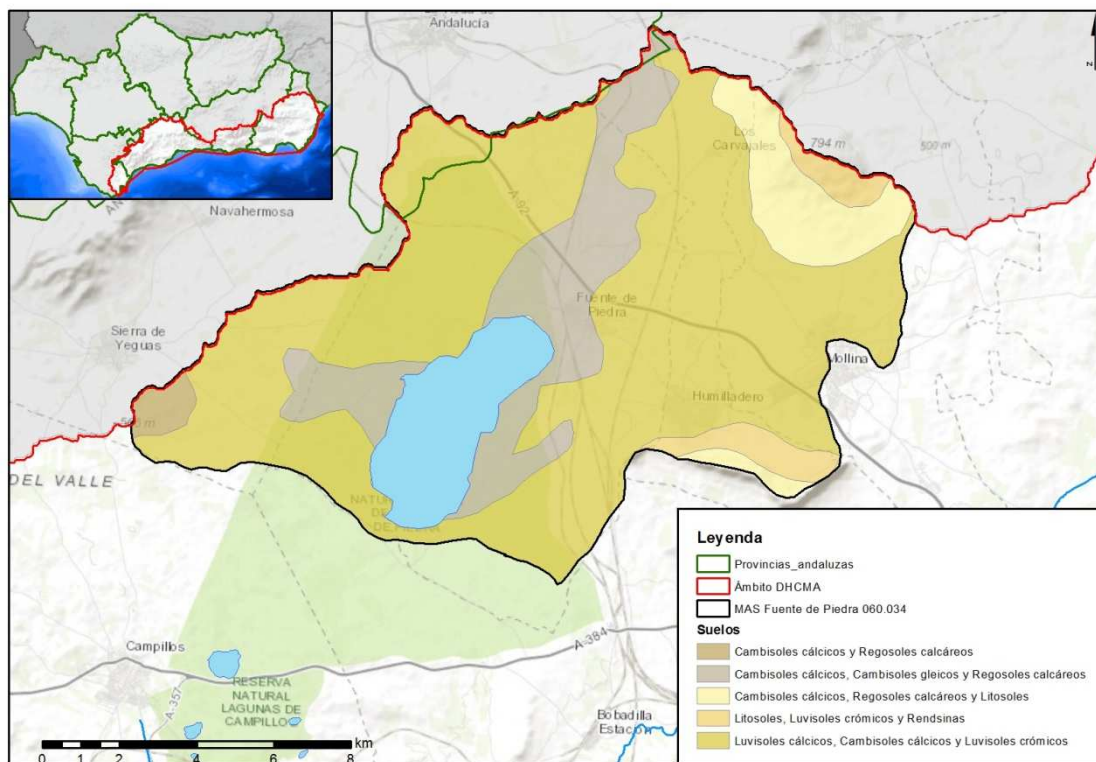 Andalucía
Los
Carvajales
794 m
500 m
A-92
Navahermosa
Fuente de
Piedra
Sierra de
Yeguas
Mollina
Humilladero
DEL VALLE
A-384
Campillos
A-357
RESERVA
NATURAL
LAGUNAS DE
CAMPILLO
Bobadilla
Estación
km
0 1 2 4 6 8
N
Leyenda
Provincias_andaluzas
Ámbito DHCMA
MAS Fuente de Piedra 060.034
Suelos
Cambisoles cálcicos y Regosoles calcáreos
Cambisoles cálcicos, Cambisoles gleicos y Regosoles calcáreos
Cambisoles cálcicos, Regosoles calcáreos y Litosoles
Litosoles, Luvisoles crómicos y Rendsinas
Luvisoles cálcicos, Cambisoles cálcicos y Luvisoles crómicos